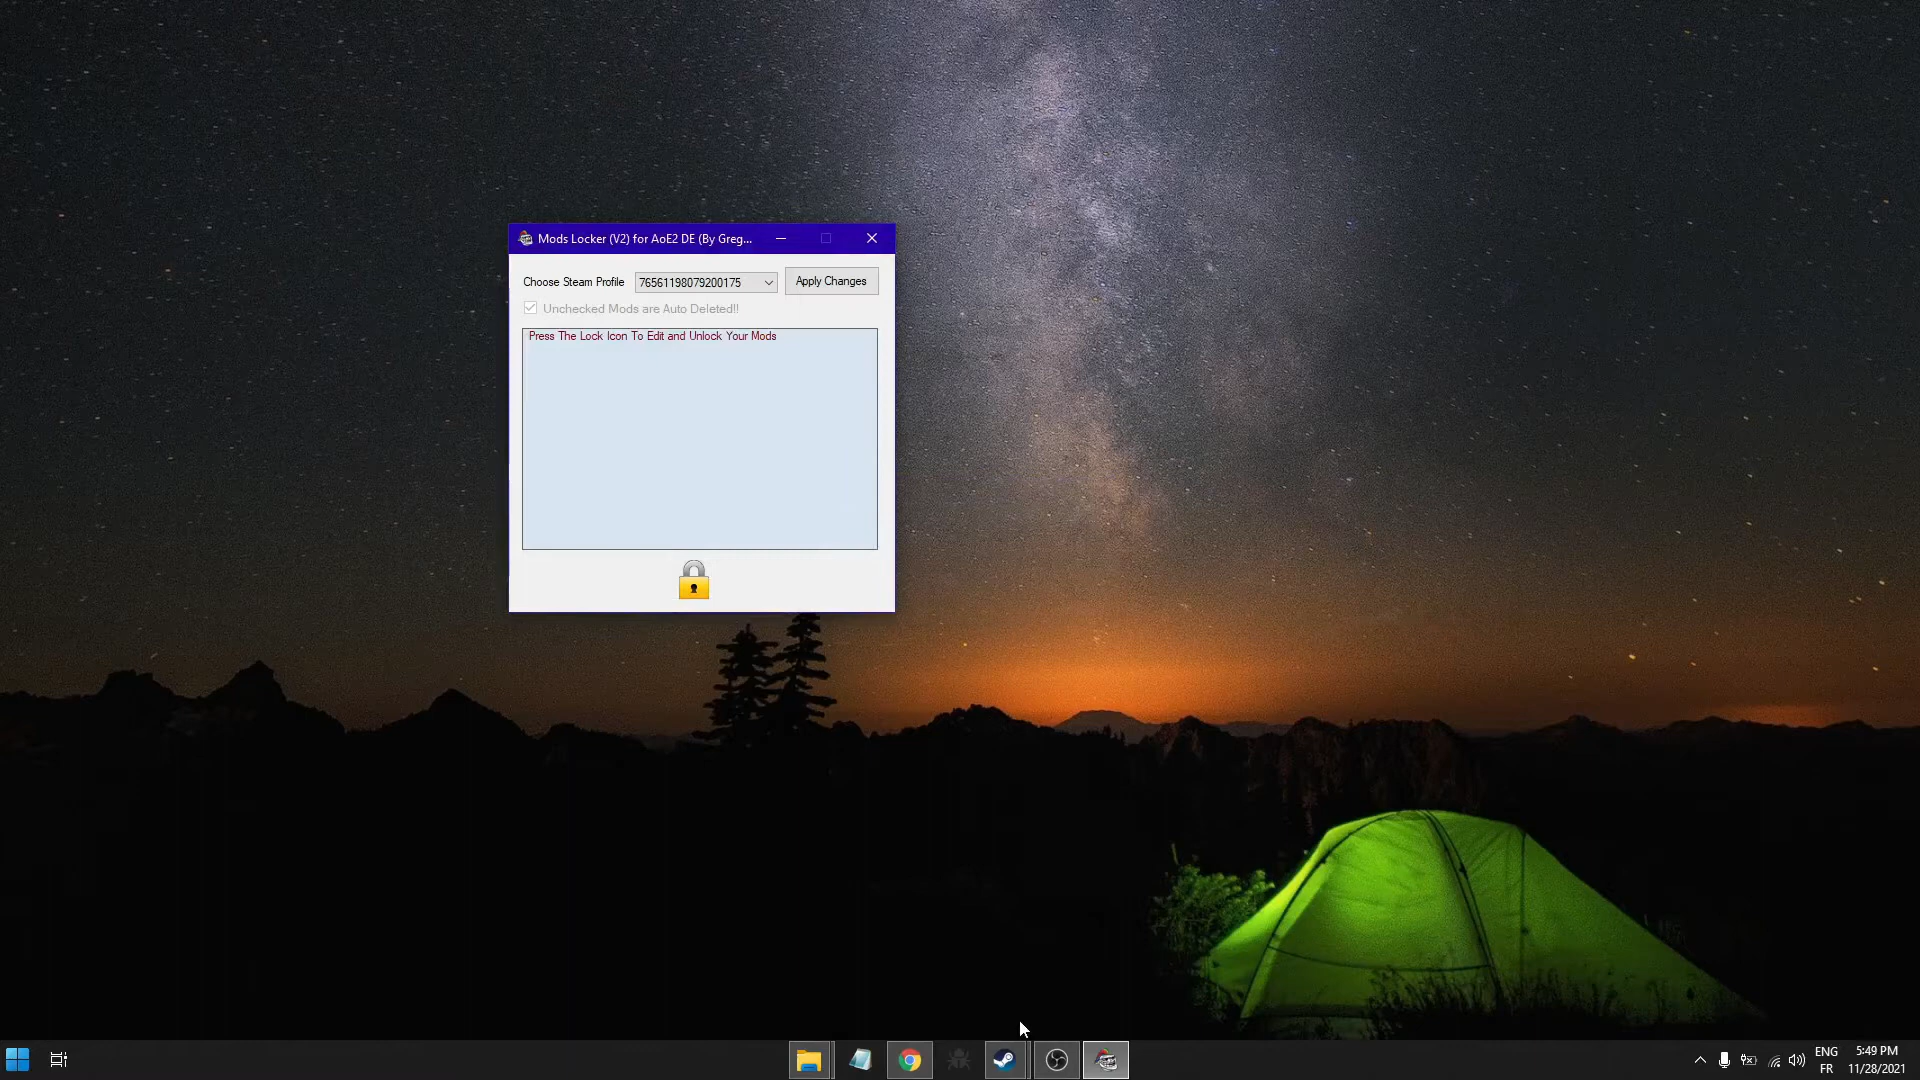 Mods Locker (V2) for AoE2 DE (By Greg...
Choose Steam Profile
76561198079200175
Apply Changes
Unchecked Mods are Auto Deleted!!
Press The Lock Icon To Edit and Unlock Your Mods
ENG
FR
5:49 PM
11/28/2021